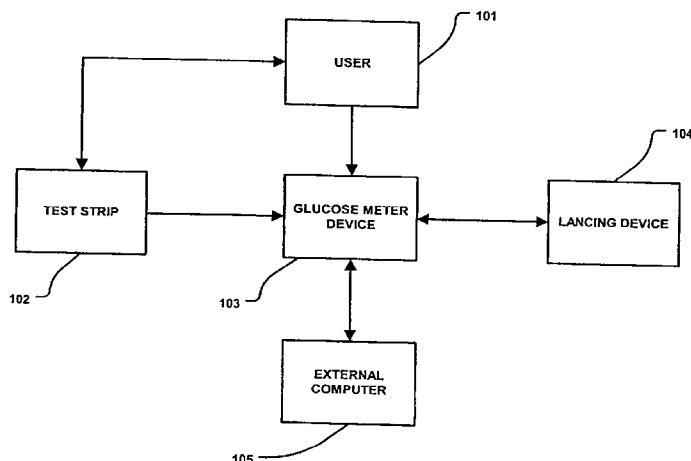 101
USER
104
TEST STRIP
GLUCOSE METER
DEVICE
LANCING DEVICE
102
103
EXTERNAL
COMPUTER
105